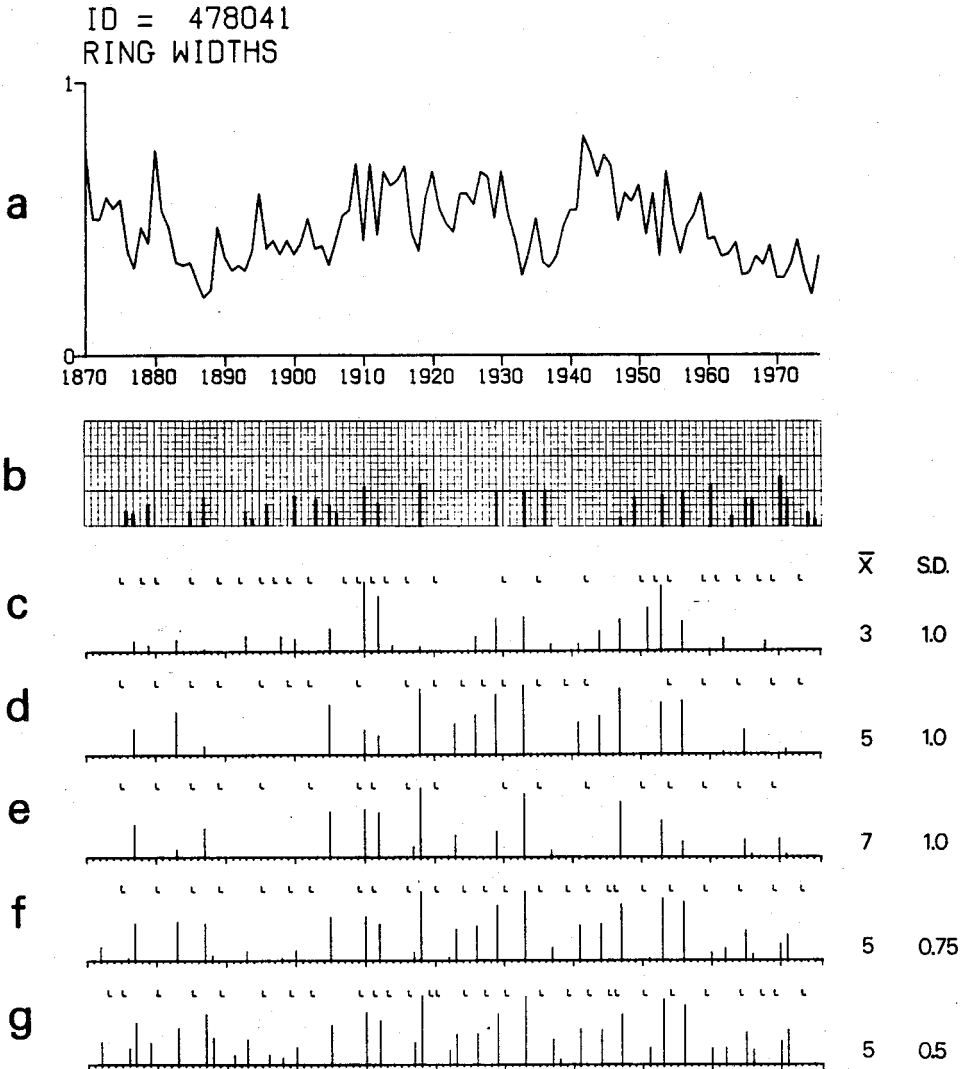 ID = 478041
RING WIDTHS
1
a
0
1870 1880 1890 1900 1910 1920 1930 1940 1950 1960 1970
b
X̅ S.D.
c 3 1.0
d 5 1.0
e 7 1.0
f 5 0.75
g 5 0.5